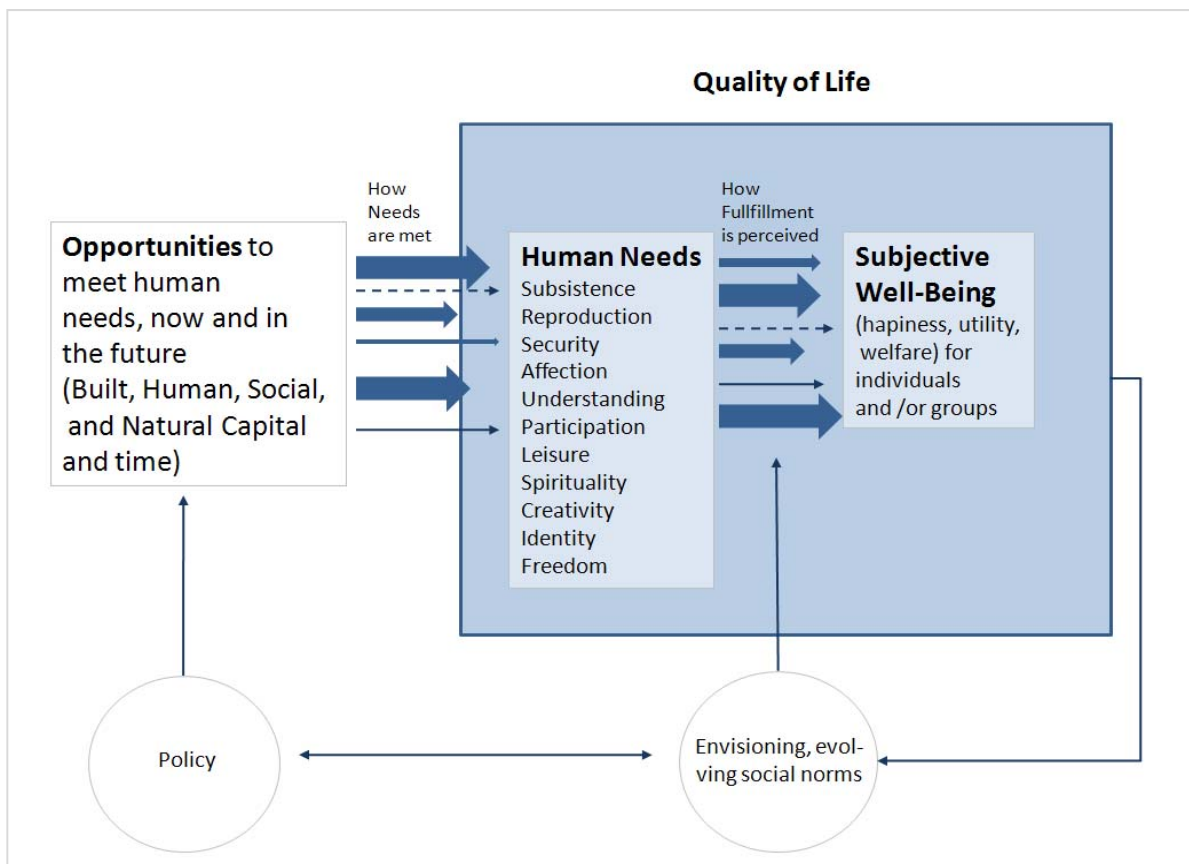 Quality of Life
How
Needs
are met
How
Fullfillment
is perceived
Opportunities to
meet human
needs, now and in
the future
(Built, Human, Social,
and Natural Capital
and time)
Human Needs
Subsistence
Reproduction
Security
Affection
Understanding
Participation
Leisure
Spirituality
Creativity
Identity
Freedom
Subjective
Well-Being
(hapiness, utility,
welfare) for
individuals
and /or groups
Policy
Envisioning, evol-
ving social norms